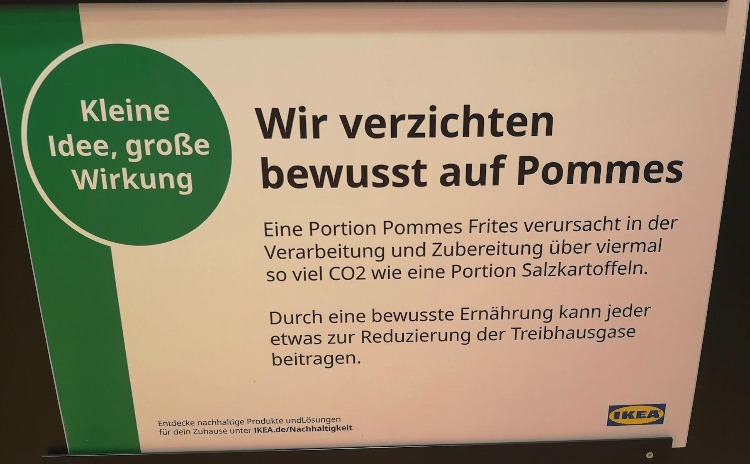 Kleine
Idee, große
Wirkung
Wir verzichten
bewusst auf Pommes
Eine Portion Pommes Frites verursacht in der
Verarbeitung und Zubereitung über viermal
so viel CO2 wie eine Portion Salzkartoffeln.
Durch eine bewusste Ernährung kann jeder
etwas zur Reduzierung der Treibhausgase
beitragen.
Entdecke nachhaltige Produkte undLösungen
für dein Zuhause unter IKEA.de/Nachhaltigkeit
IKEA